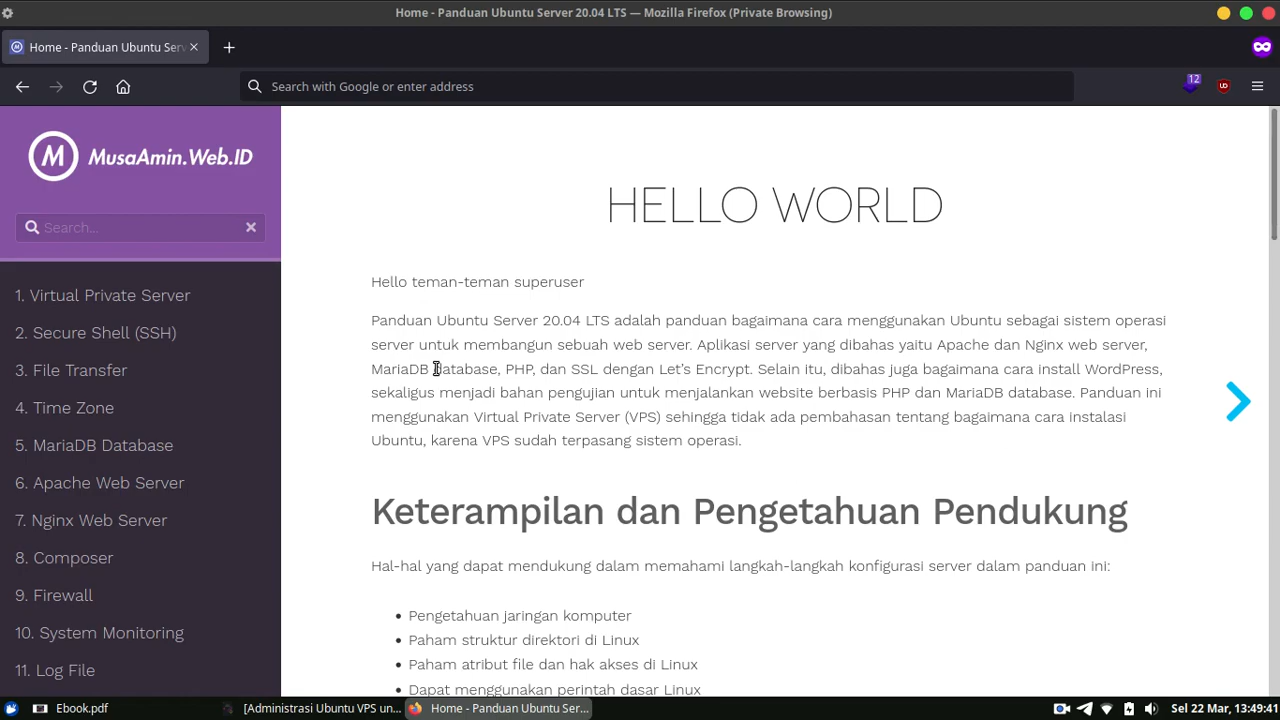 Home - Panduan Ubuntu Server 20.04 LTS — Mozilla Firefox (Private Browsing)
Home - Panduan Ubuntu Serv
Search with Google or enter address
12
M MusaAmin.Web.ID
Search...
1. Virtual Private Server
2. Secure Shell (SSH)
3. File Transfer
4. Time Zone
5. MariaDB Database
6. Apache Web Server
7. Nginx Web Server
8. Composer
9. Firewall
10. System Monitoring
11. Log File
HELLO WORLD
Hello teman-teman superuser
Panduan Ubuntu Server 20.04 LTS adalah panduan bagaimana cara menggunakan Ubuntu sebagai sistem operasi
server untuk membangun sebuah web server. Aplikasi server yang dibahas yaitu Apache dan Nginx web server,
MariaDB Database, PHP, dan SSL dengan Let's Encrypt. Selain itu, dibahas juga bagaimana cara install WordPress,
sekaligus menjadi bahan pengujian untuk menjalankan website berbasis PHP dan MariaDB database. Panduan ini
menggunakan Virtual Private Server (VPS) sehingga tidak ada pembahasan tentang bagaimana cara instalasi
Ubuntu, karena VPS sudah terpasang sistem operasi.
Keterampilan dan Pengetahuan Pendukung
Hal-hal yang dapat mendukung dalam memahami langkah-langkah konfigurasi server dalam panduan ini:
• Pengetahuan jaringan komputer
• Paham struktur direktori di Linux
• Paham atribut file dan hak akses di Linux
• Dapat menggunakan perintah dasar Linux
Ebook.pdf
[Administrasi Ubuntu VPS un...
Home - Panduan Ubuntu Ser...
Sel 22 Mar, 13:49:41